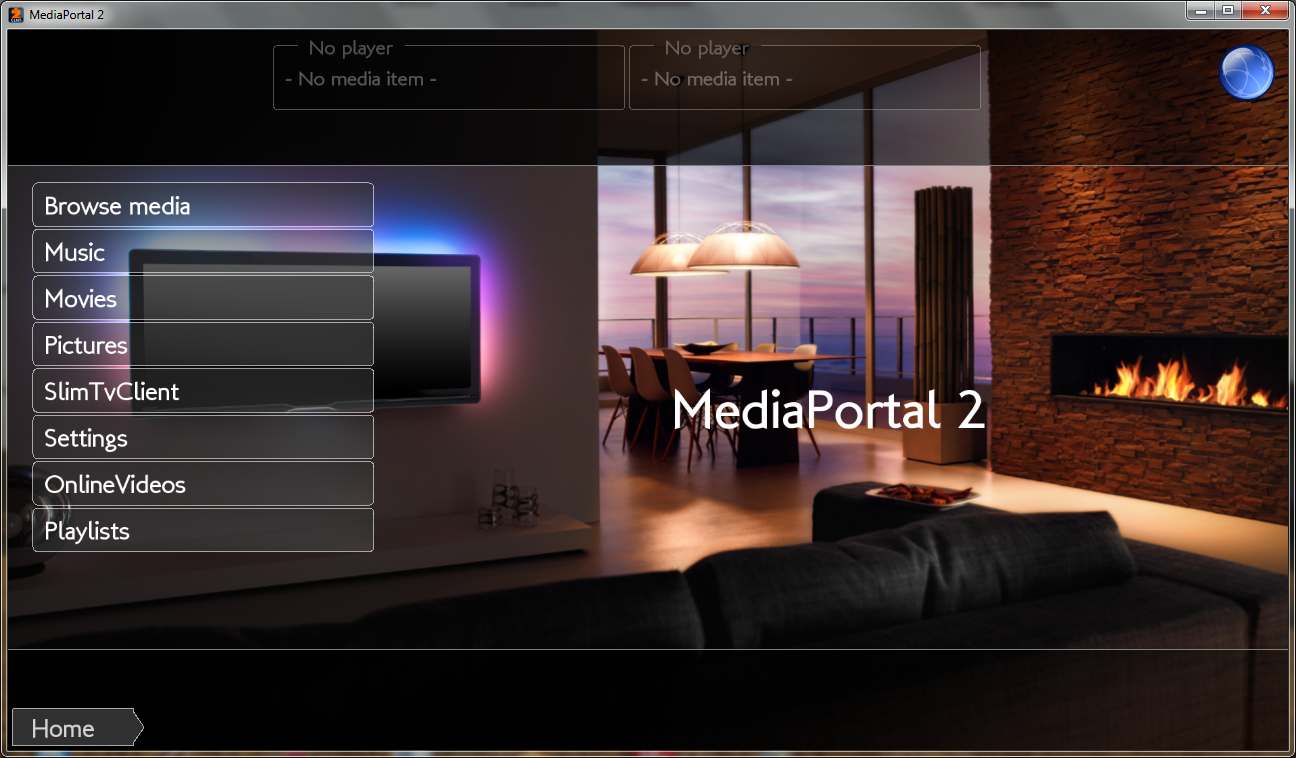 MediaPortal 2
No player
No player
- No media item -
- No media item -
Browse media
Music
Movies
Pictures
SlimTvClient
Settings
OnlineVideos
Playlists
MediaPortal 2
Home